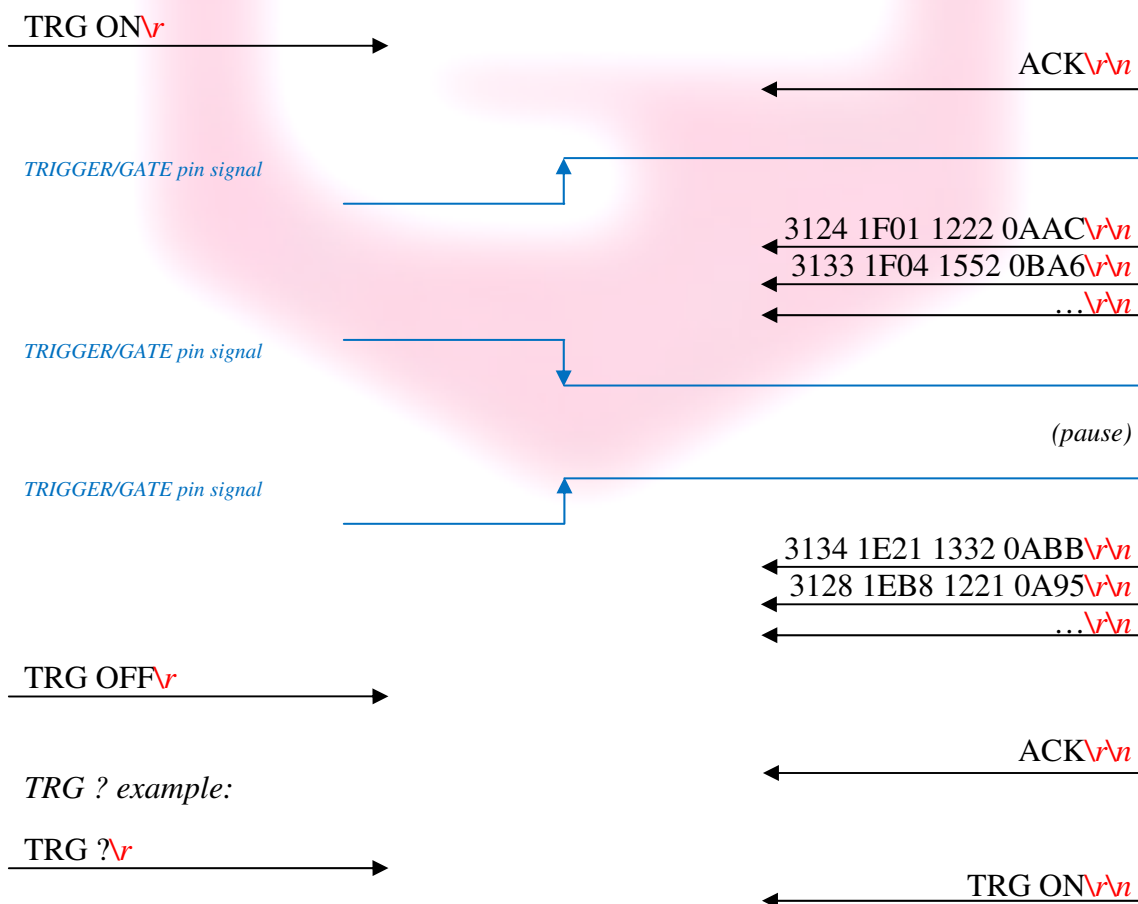 TRG ON\r
ACK\r\n
TRIGGER/GATE pin signal
3124 1F01 1222 0AAC\r\n
3133 1F04 1552 0BA6\r\n
…\r\n
TRIGGER/GATE pin signal
(pause)
TRIGGER/GATE pin signal
3134 1E21 1332 0ABB\r\n
3128 1EB8 1221 0A95\r\n
…\r\n
TRG OFF\r
ACK\r\n
TRG ? example:
TRG ?\r
TRG ON\r\n